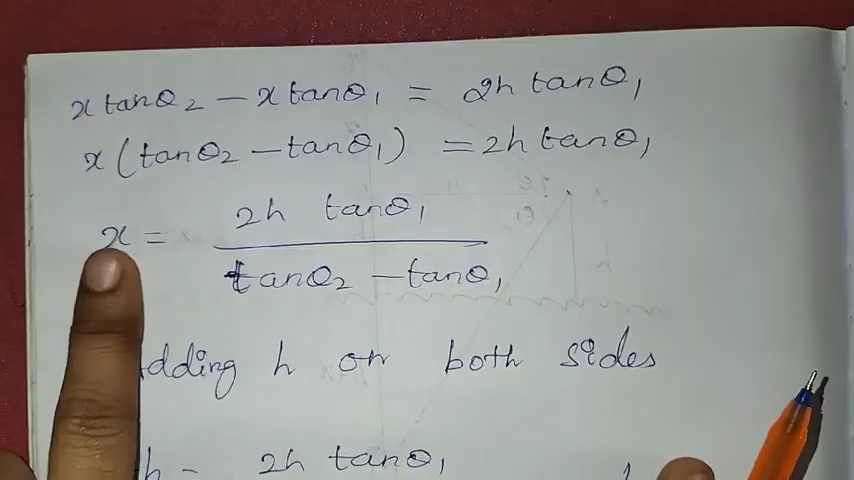 x tanθ₂ − x tanθ₁ = 2h tanθ₁
x(tanθ₂ − tanθ₁) = 2h tanθ₁
x = 2h tanθ₁
tanθ₂ − tanθ₁
dding h on both sides
h = 2h tanθ₁